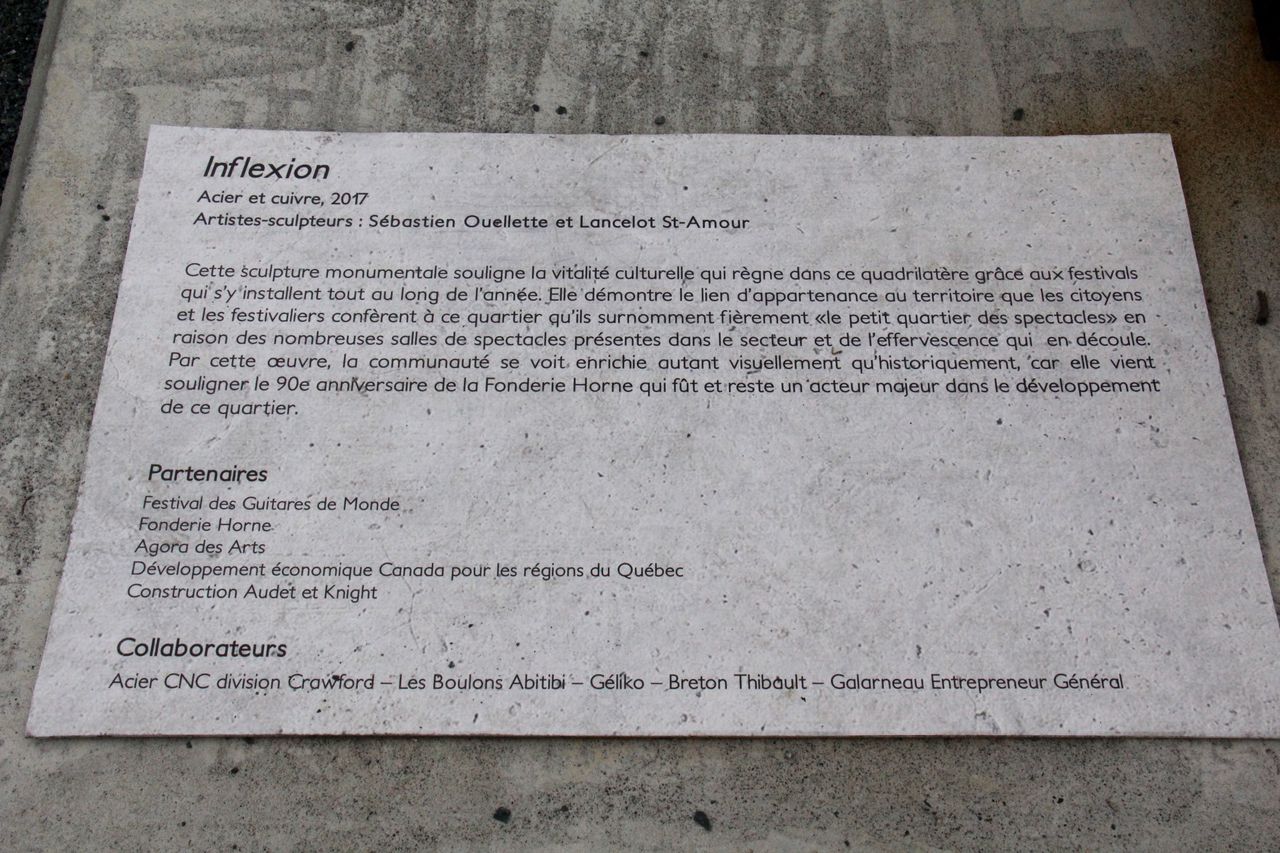 Inflexion
Acier et cuivre, 2017
Artistes-sculpteurs : Sébastien Ouellette et Lancelot St-Amour
Cette sculpture monumentale souligne la vitalité culturelle qui règne dans ce quadrilatère grâce aux festivals
qui s'y installent tout au long de l'année. Elle démontre le lien d'appartenance au territoire que les citoyens
et les festivaliers confèrent à ce quartier qu'ils surnomment fièrement «le petit quartier des spectacles» en
raison des nombreuses salles de spectacles présentes dans le secteur et de l'effervescence qui en découle.
Par cette œuvre, la communauté se voit enrichie autant visuellement qu'historiquement, car elle vient
souligner le 90e anniversaire de la Fonderie Horne qui fût et reste un acteur majeur dans le développement
de ce quartier.
Partenaires
Festival des Guitares de Monde
Fonderie Horne
Agora des Arts
Développement économique Canada pour les régions du Québec
Construction Audet et Knight
Collaborateurs
Acier CNC division Crawford – Les Boulons Abitibi – Géliko – Breton Thibault – Galarneau Entrepreneur Général